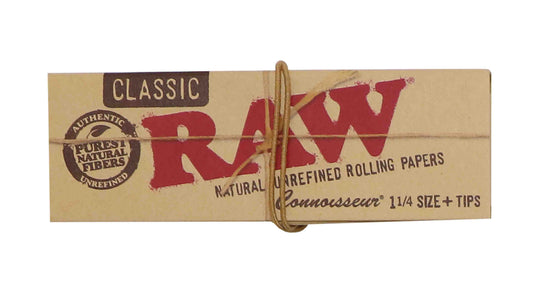 CLASSIC
AUTHENTIC
PUREST
NATURAL
FIBERS
UNREFINED
RAW
NATURAL UNREFINED ROLLING PAPERS
Connoisseur® 1 1/4 SIZE + TIPS